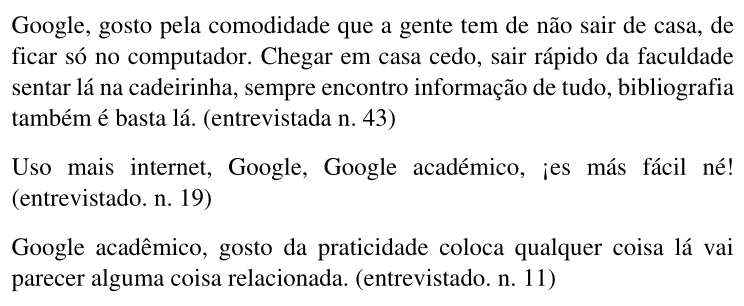 Google, gosto pela comodidade que a gente tem de não sair de casa, de
ficar só no computador. Chegar em casa cedo, sair rápido da faculdade
sentar lá na cadeirinha, sempre encontro informação de tudo, bibliografia
também é basta lá. (entrevistada n. 43)
Uso mais internet, Google, Google académico, ¡es más fácil né!
(entrevistado. n. 19)
Google acadêmico, gosto da praticidade coloca qualquer coisa lá vai
parecer alguma coisa relacionada. (entrevistado. n. 11)